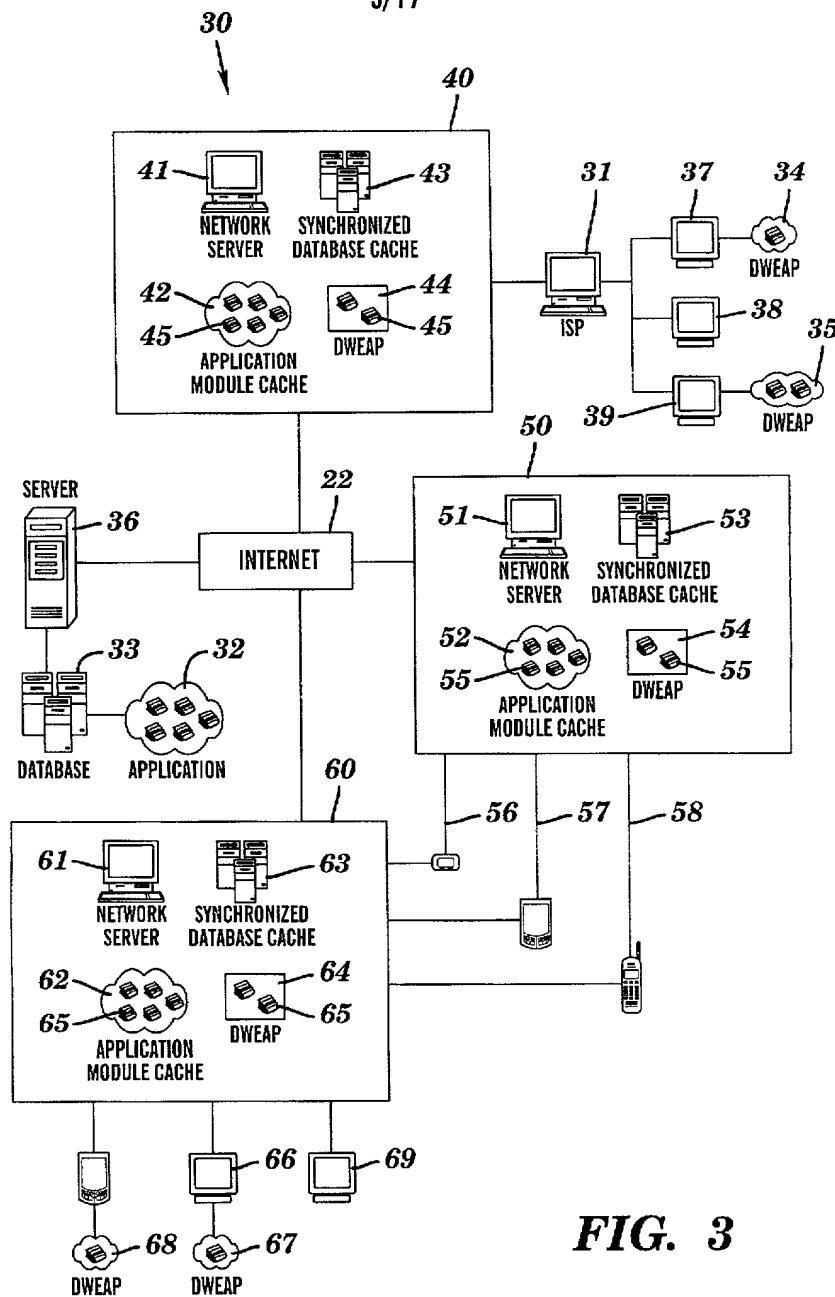 3/17
30
40
41
NETWORK
SERVER
43
SYNCHRONIZED
DATABASE CACHE
42
45
APPLICATION
MODULE CACHE
44
45
DWEAP
31
ISP
37
34
DWEAP
38
35
39
DWEAP
SERVER
36
22
INTERNET
33
32
DATABASE
APPLICATION
50
51
NETWORK
SERVER
53
SYNCHRONIZED
DATABASE CACHE
52
55
APPLICATION
MODULE CACHE
54
55
DWEAP
56
57
58
60
61
NETWORK
SERVER
63
SYNCHRONIZED
DATABASE CACHE
62
65
APPLICATION
MODULE CACHE
64
65
DWEAP
66
69
68
DWEAP
67
DWEAP
FIG. 3